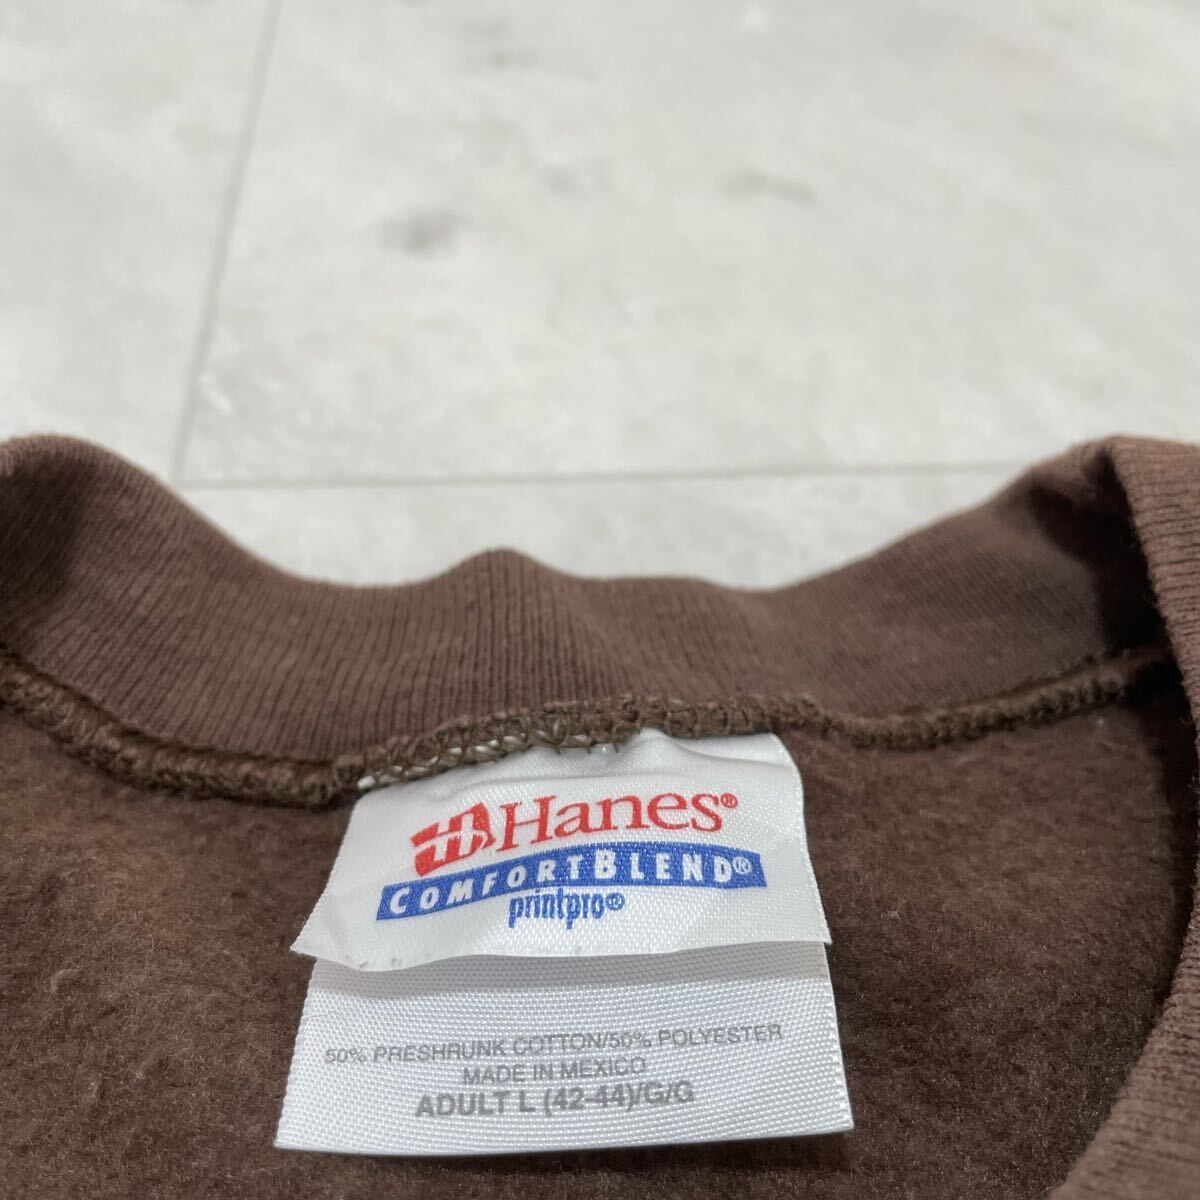 Hanes®
COMFORTBLEND®
printpro®
50% PRESHRUNK COTTON/50% POLYESTER
MADE IN MEXICO
ADULT L (42-44)/G/G